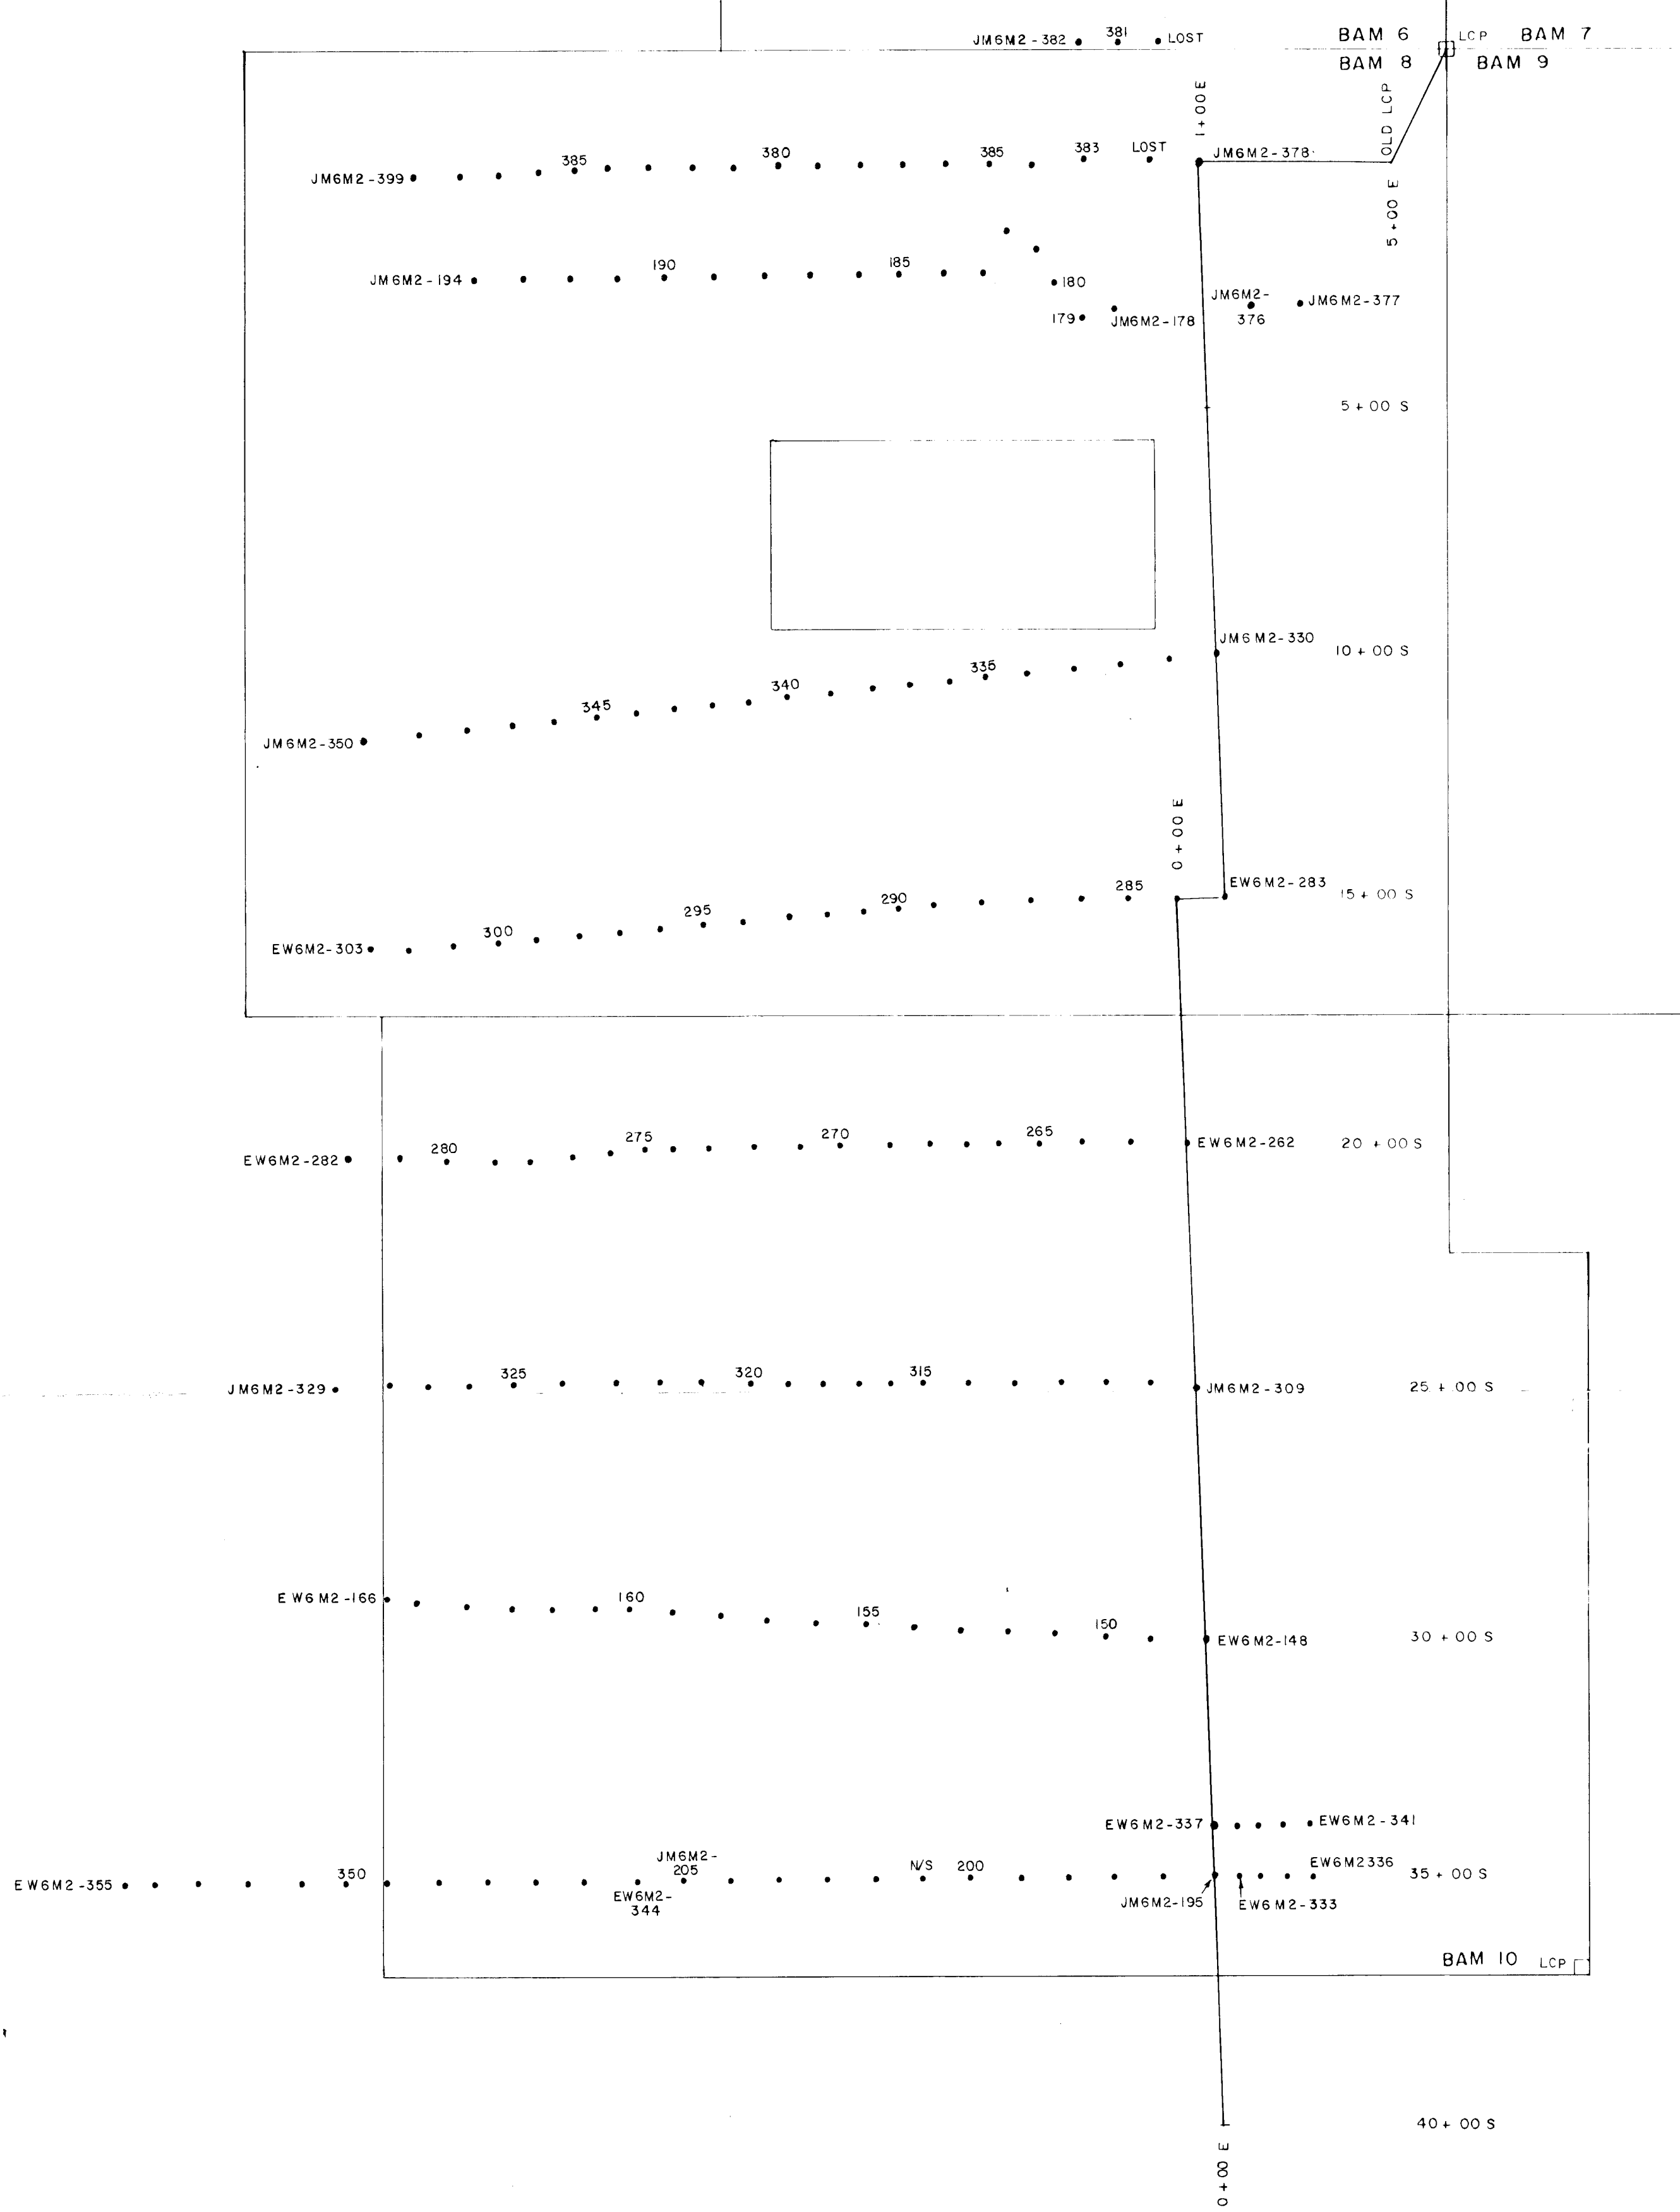 JM6M2-382 381 LOST BAM 6 LCP BAM 7
BAM 8 BAM 9
1+00E
OLD LCP
JM6M2-399 385 380 385 383 LOST JM6M2-378
5+00 E
JM6M2-194 190 185 180
179 JM6M2-178
JM6M2-
376
JM6M2-377
5+00 S
JM6M2-330 10+00 S
JM6M2-350 345 340 335
0+00 E
EW6M2-283 15+00 S
EW6M2-303 300 295 290 285
EW6M2-282 280 275 270 265 EW6M2-262 20+00 S
JM6M2-329 325 320 315 JM6M2-309 25+00 S
EW6M2-166 160 155 150 EW6M2-148 30+00 S
EW6M2-337 EW6M2-341
EW6M2-355 350
JM6M2-
205
EW6M2-
344
N/S 200 EW6M2336 35+00 S
JM6M2-195 EW6M2-333
BAM 10 LCP
40+00 S
0+00 E